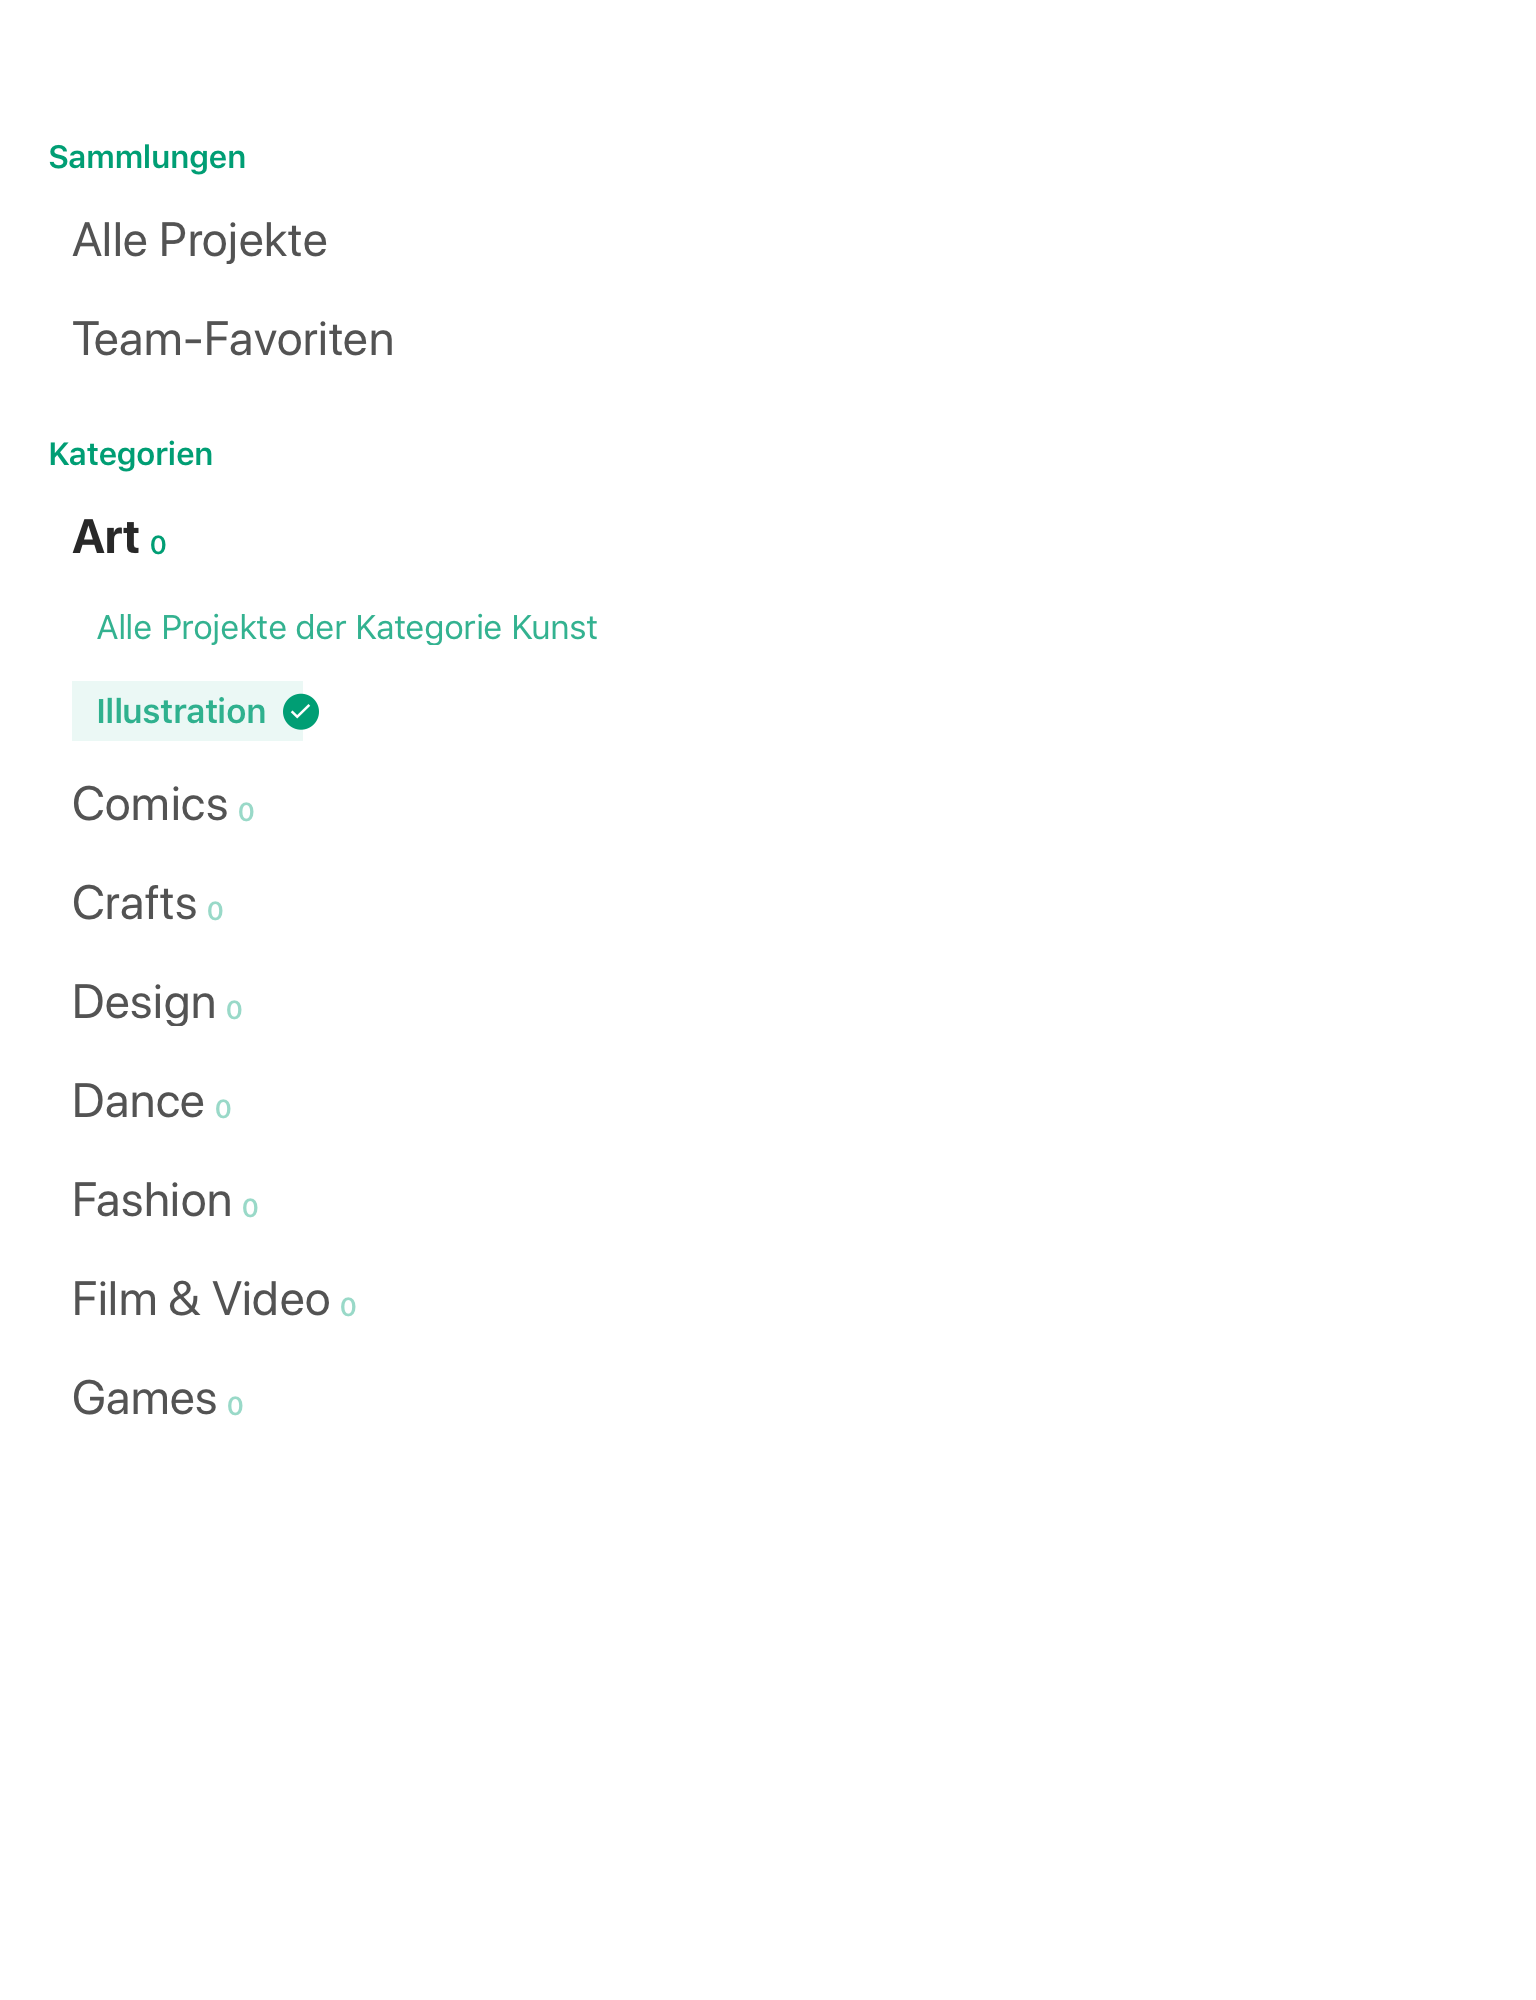 Sammlungen
Alle Projekte
Team-Favoriten
Kategorien
Art 0
Alle Projekte der Kategorie Kunst
Illustration
Comics 0
Crafts 0
Design 0
Dance 0
Fashion 0
Film & Video 0
Games 0